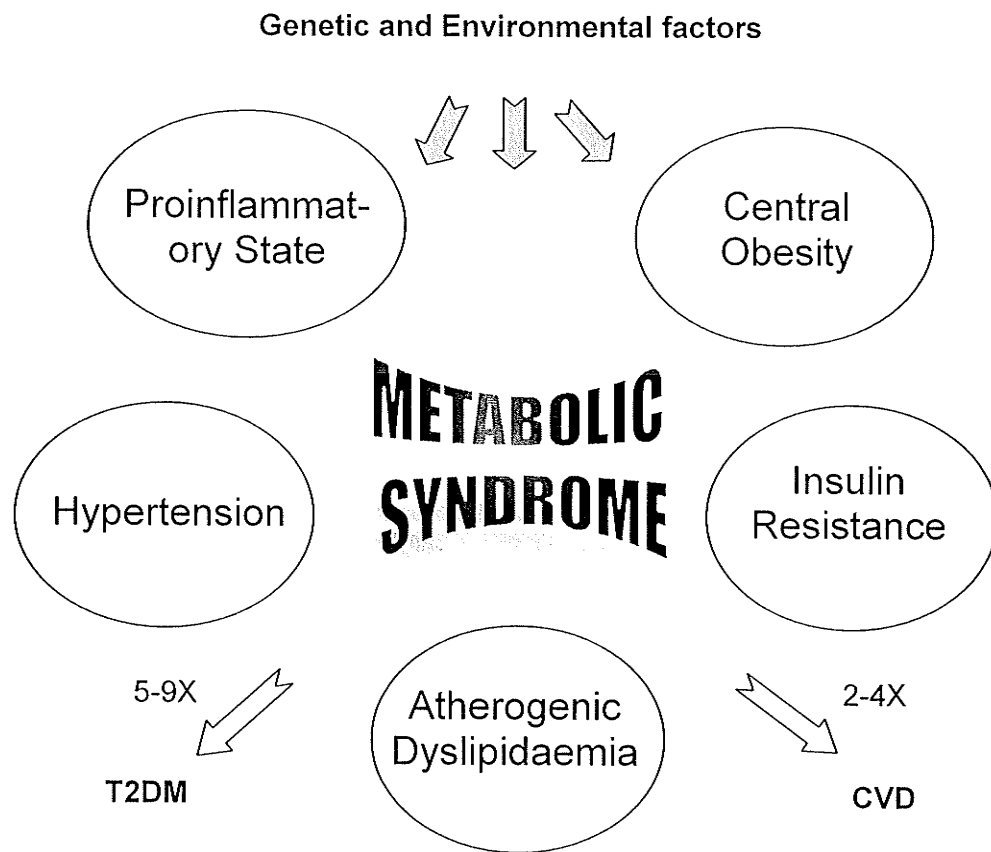 Genetic and Environmental factors
Proinflammat-
ory State
Central
Obesity
METABOLIC
SYNDROME
Hypertension
Insulin
Resistance
5-9X
2-4X
Atherogenic
Dyslipidaemia
T2DM
CVD